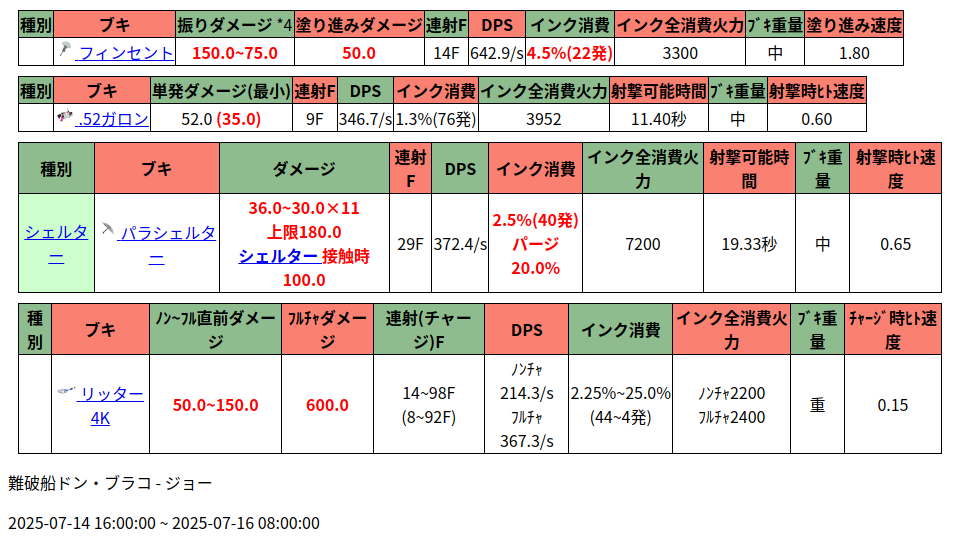 種別 ブキ 振りダメージ *4 塗り進みダメージ 連射F DPS インク消費 インク全消費火力 ﾌﾞｷ重量 塗り進み速度
フィンセント 150.0~75.0 50.0 14F 642.9/s 4.5%(22発) 3300 中 1.80
種別 ブキ 単発ダメージ(最小) 連射F DPS インク消費 インク全消費火力 射撃可能時間 ﾌﾞｷ重量 射撃時ﾋﾄ速度
.52ガロン 52.0 (35.0) 9F 346.7/s 1.3%(76発) 3952 11.40秒 中 0.60
種別 ブキ ダメージ 連射
F DPS インク消費 インク全消費火
力 射撃可能時
間 ﾌﾞｷ重
量 射撃時ﾋﾄ速
度
シェルタ
ー パラシェルタ
ー 36.0~30.0×11
上限180.0
シェルター 接触時
100.0 29F 372.4/s 2.5%(40発)
パージ
20.0% 7200 19.33秒 中 0.65
種
別 ブキ ﾉﾝ~ﾌﾙ直前ダメー
ジ ﾌﾙﾁｬダメー
ジ 連射(チャー
ジ)F DPS インク消費 インク全消費火
力 ﾌﾞｷ重
量 ﾁｬｰｼﾞ時ﾋﾄ速
度
リッター
4K 50.0~150.0 600.0 14~98F
(8~92F) ﾉﾝﾁｬ
214.3/s
ﾌﾙﾁｬ
367.3/s 2.25%~25.0%
(44~4発) ﾉﾝﾁｬ2200
ﾌﾙﾁｬ2400 重 0.15
難破船ドン・ブラコ - ジョー
2025-07-14 16:00:00 ~ 2025-07-16 08:00:00